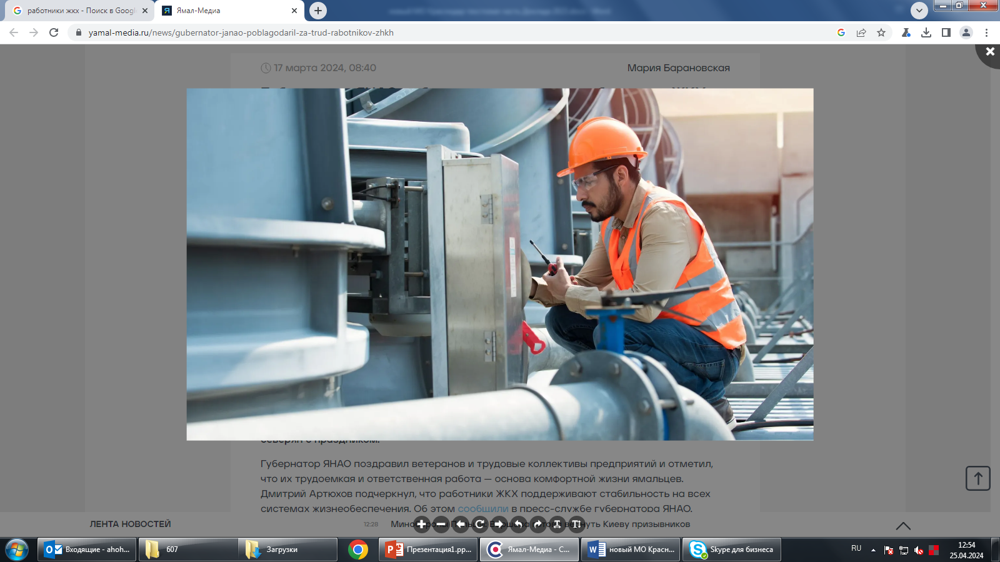 работники жкх - Поиск в Googl
Ямал-Медиа
yamal-media.ru/news/gubernator-janao-poblagodaril-za-trud-rabotnikov-zhkh
17 марта 2024, 08:40
Мария Барановская
северян с праздником.
Губернатор ЯНАО поздравил ветеранов и трудовые коллективы предприятий и отметил,
что их трудоемкая и ответственная работа — основа комфортной жизни ямальцев.
Дмитрий Артюхов подчеркнул, что работники ЖКХ поддерживают стабильность на всех
системах жизнеобеспечения. Об этом сообщили в пресс-службе губернатора ЯНАО.
ЛЕНТА НОВОСТЕЙ
12:28
Киеву призывников
Входящие - ahoh...
607
Загрузки
Презентация1.pp...
Ямал-Медиа - C...
новый МО Красн...
Skype для бизнеса
RU
12:54
25.04.2024